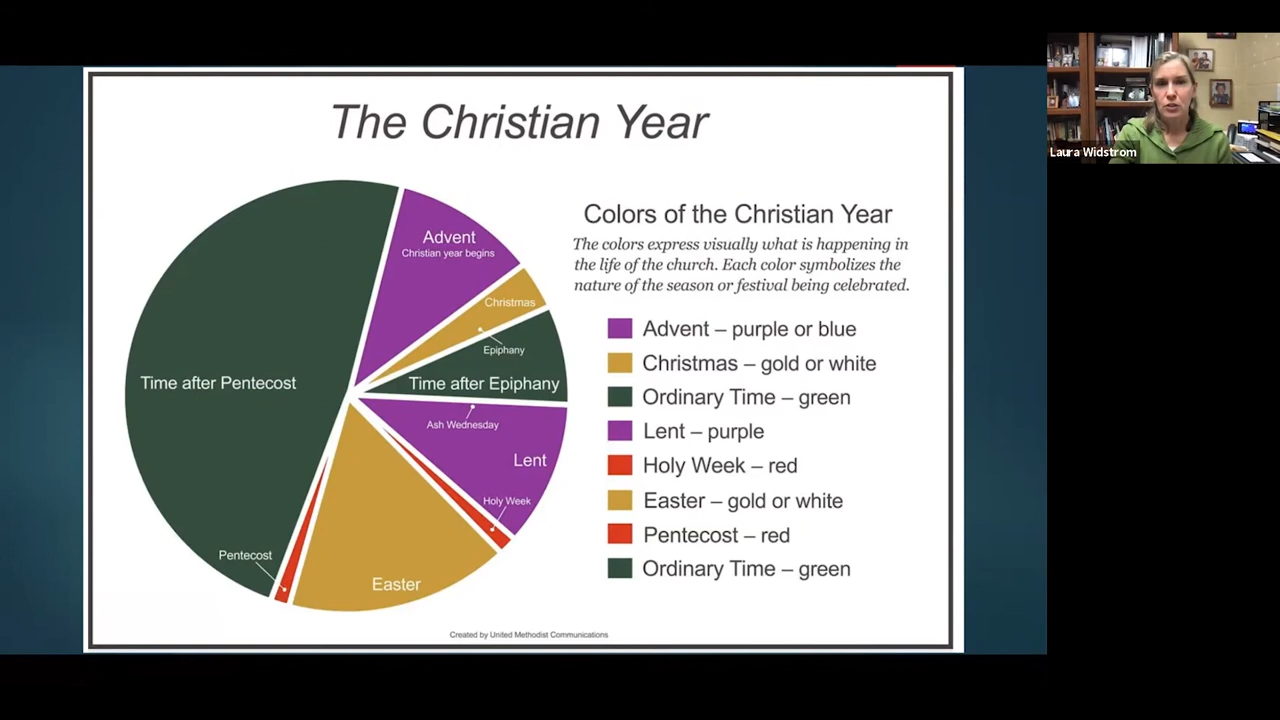 The Christian Year
Advent
Christian year begins
Christmas
Epiphany
Time after Epiphany
Ash Wednesday
Lent
Holy Week
Easter
Pentecost
Time after Pentecost
Colors of the Christian Year
The colors express visually what is happening in
the life of the church. Each color symbolizes the
nature of the season or festival being celebrated.
Advent – purple or blue
Christmas – gold or white
Ordinary Time – green
Lent – purple
Holy Week – red
Easter – gold or white
Pentecost – red
Ordinary Time – green
Created by United Methodist Communications
Laura Widstrom